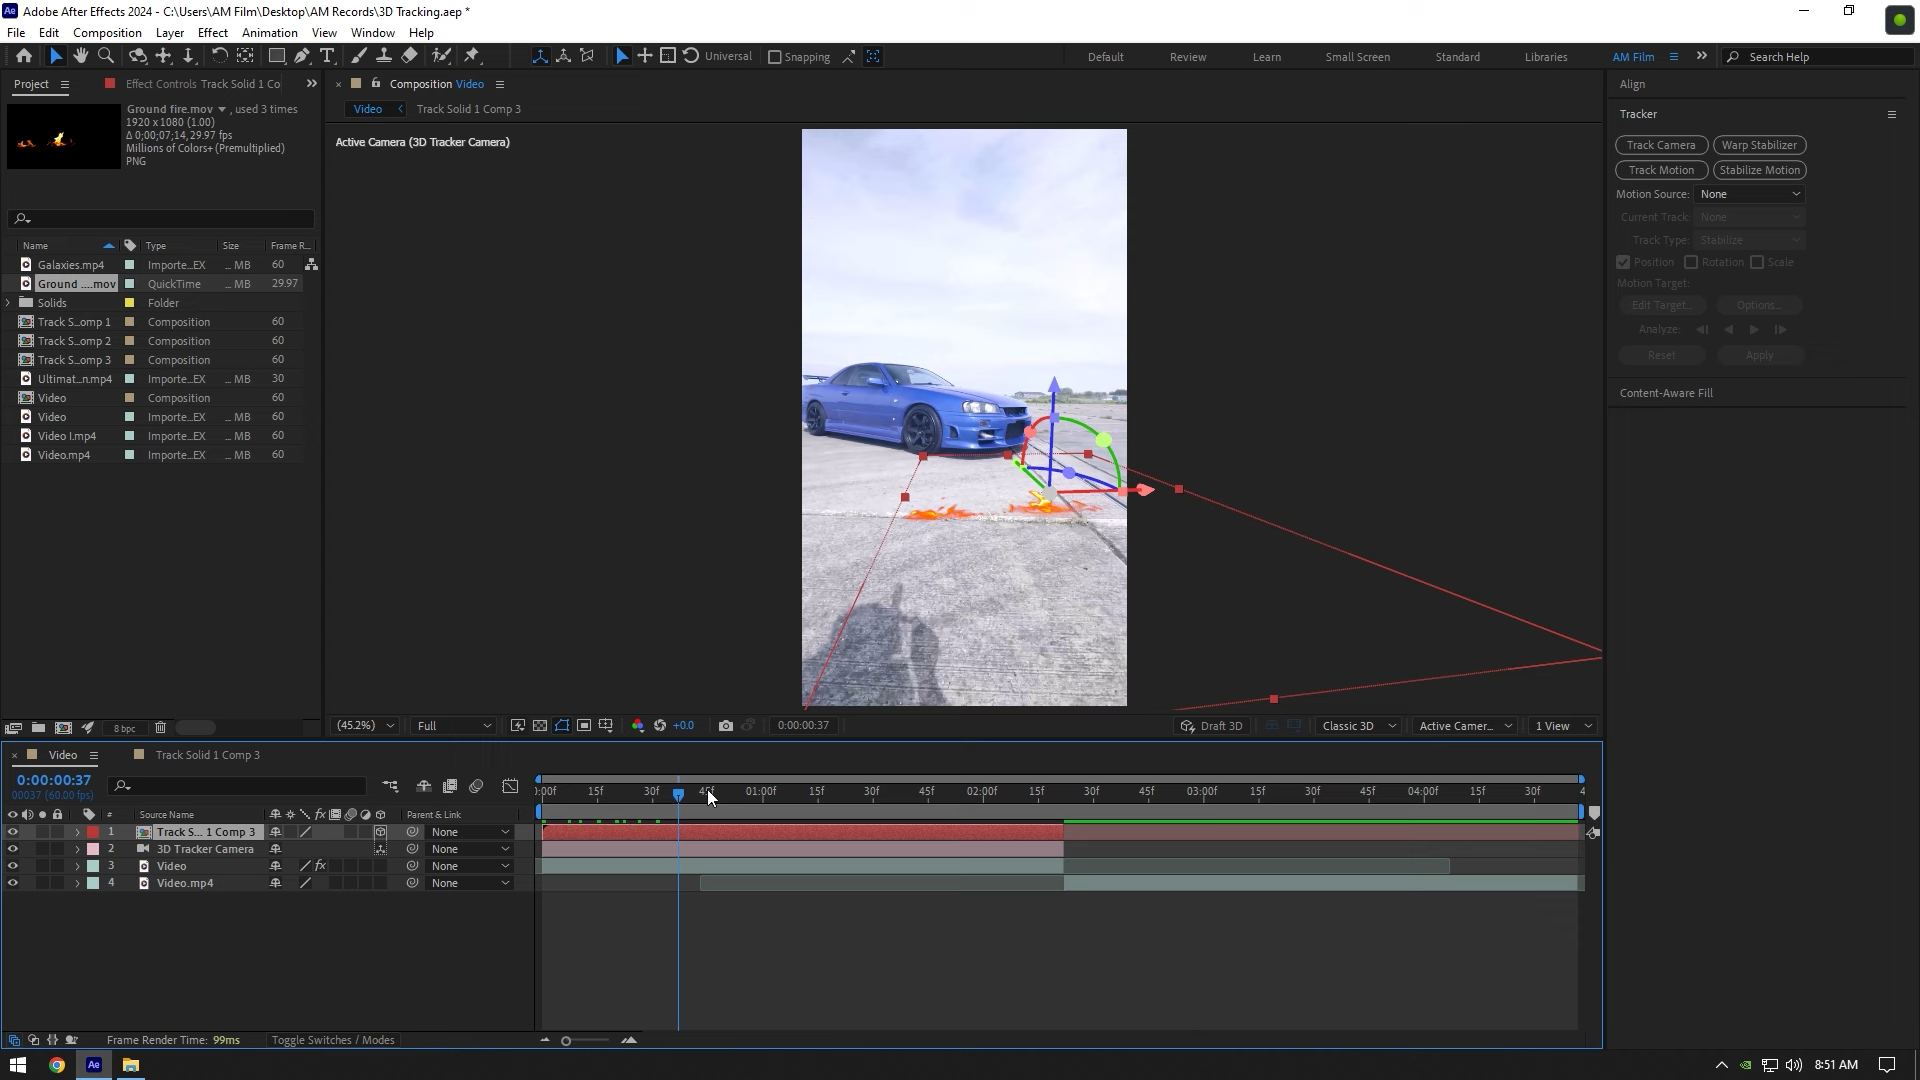 Adobe After Effects 2024 - C:\Users\AM Film\Desktop\AM Records\3D Tracking.aep *
File Edit Composition Layer Effect Animation View Window Help
Universal Snapping Default Review Learn Small Screen Standard Libraries AM Film Search Help
Project Effect Controls Track Solid 1 Co
Composition Video
Align
Video Track Solid 1 Comp 3
Ground fire.mov , used 3 times
1920 x 1080 (1.00)
Δ 0;00;07;14, 29.97 fps
Millions of Colors+ (Premultiplied)
PNG
Active Camera (3D Tracker Camera)
Tracker
Track Camera Warp Stabilizer
Track Motion Stabilize Motion
Motion Source: None
Current Track: None
Track Type: Stabilize
Position Rotation Scale
Motion Target:
Edit Target... Options...
Analyze:
Reset Apply
Content-Aware Fill
Name Type Size Frame R...
Galaxies.mp4 Importe...EX ... MB 60
Ground ....mov QuickTime ... MB 29.97
Solids Folder
Track S...omp 1 Composition 60
Track S...omp 2 Composition 60
Track S...omp 3 Composition 60
Ultimat...n.mp4 Importe...EX ... MB 30
Video Composition 60
Video Importe...EX ... MB 60
Video I.mp4 Importe...EX ... MB 60
Video.mp4 Importe...EX ... MB 60
8 bpc
(45.2%) Full +0.0 0:00:00:37 Draft 3D Classic 3D Active Camer... 1 View
Video Track Solid 1 Comp 3
0:00:00:37
00037 (60.00 fps)
):00f 15f 30f 45f 01:00f 15f 30f 45f 02:00f 15f 30f 45f 03:00f 15f 30f 45f 04:00f 15f 30f 4
# Source Name fx Parent & Link
1 Track S... 1 Comp 3 None
2 3D Tracker Camera None
3 Video fx None
4 Video.mp4 None
Frame Render Time: 99ms Toggle Switches / Modes
Ae 8:51 AM